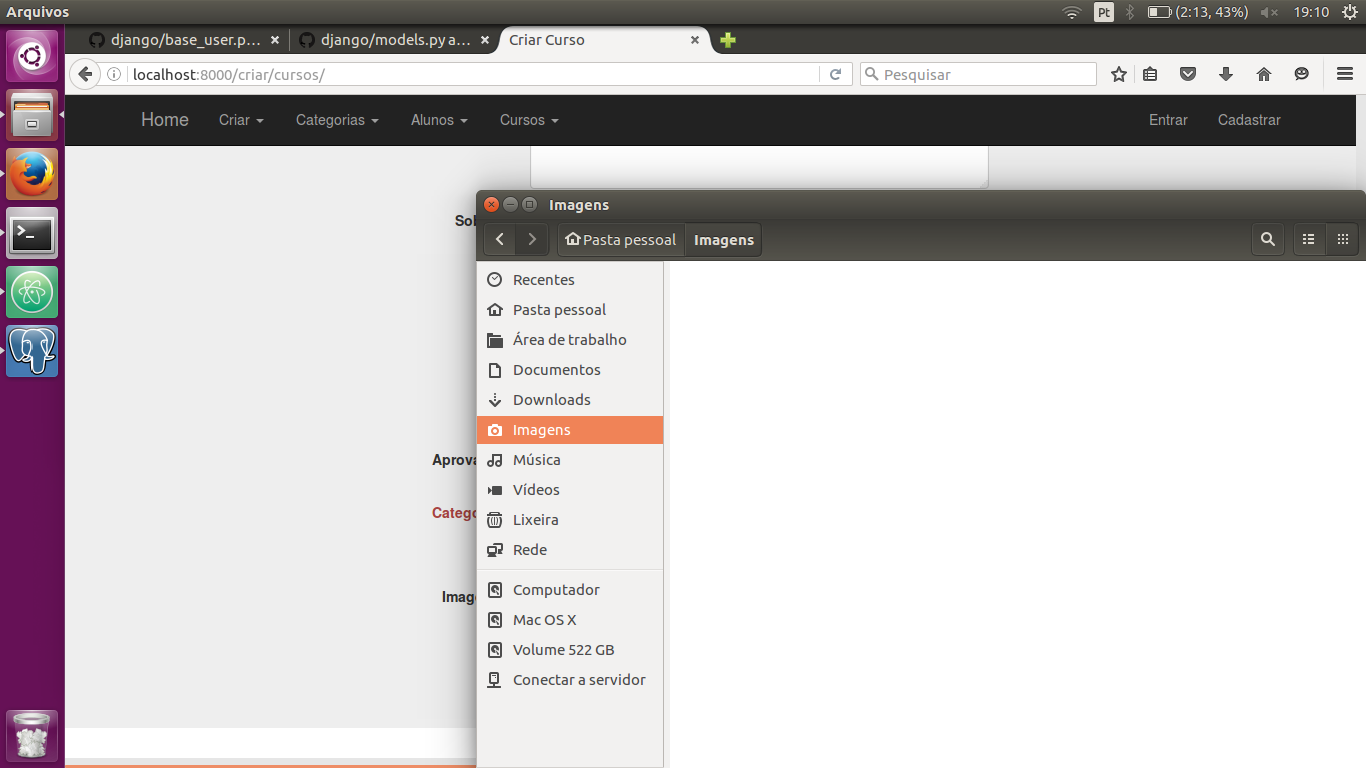 Arquivos
Pt
(2:13, 43%)
19:10
django/base_user.p...
django/models.py a...
Criar Curso
localhost:8000/criar/cursos/
Pesquisar
Home
Criar
Categorias
Alunos
Cursos
Entrar
Cadastrar
Imagens
Pasta pessoal
Imagens
Recentes
Pasta pessoal
Área de trabalho
Documentos
Downloads
Imagens
Música
Vídeos
Lixeira
Rede
Computador
Mac OS X
Volume 522 GB
Conectar a servidor
Sol
Aprova
Catego
Imag